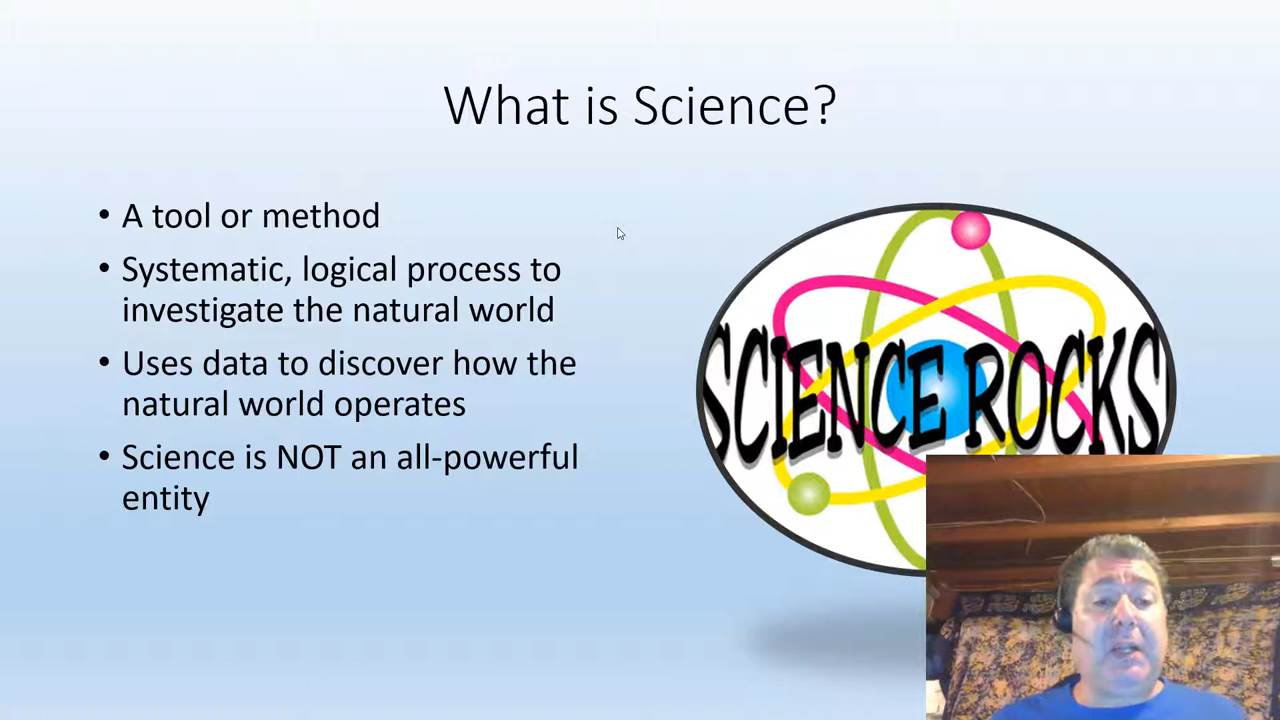 What is Science?
• A tool or method
• Systematic, logical process to
investigate the natural world
• Uses data to discover how the
natural world operates
• Science is NOT an all-powerful
entity
SCIENCE ROCKS